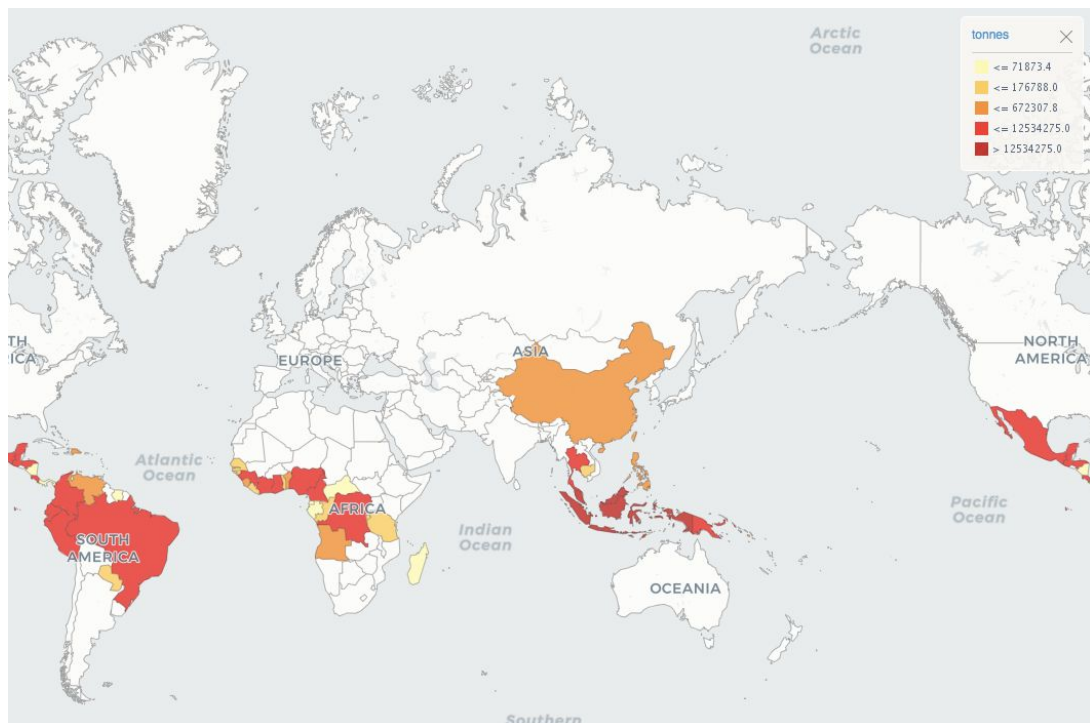 Arctic
Ocean
tonnes
<= 71873.4
<= 176788.0
<= 672307.8
<= 12534275.0
> 12534275.0
TH
ICA
EUROPE
ASIA
NORTH
AMERICA
Atlantic
Ocean
AFRICA
Indian
Ocean
Pacific
Ocean
SOUTH
AMERICA
OCEANIA
Southern